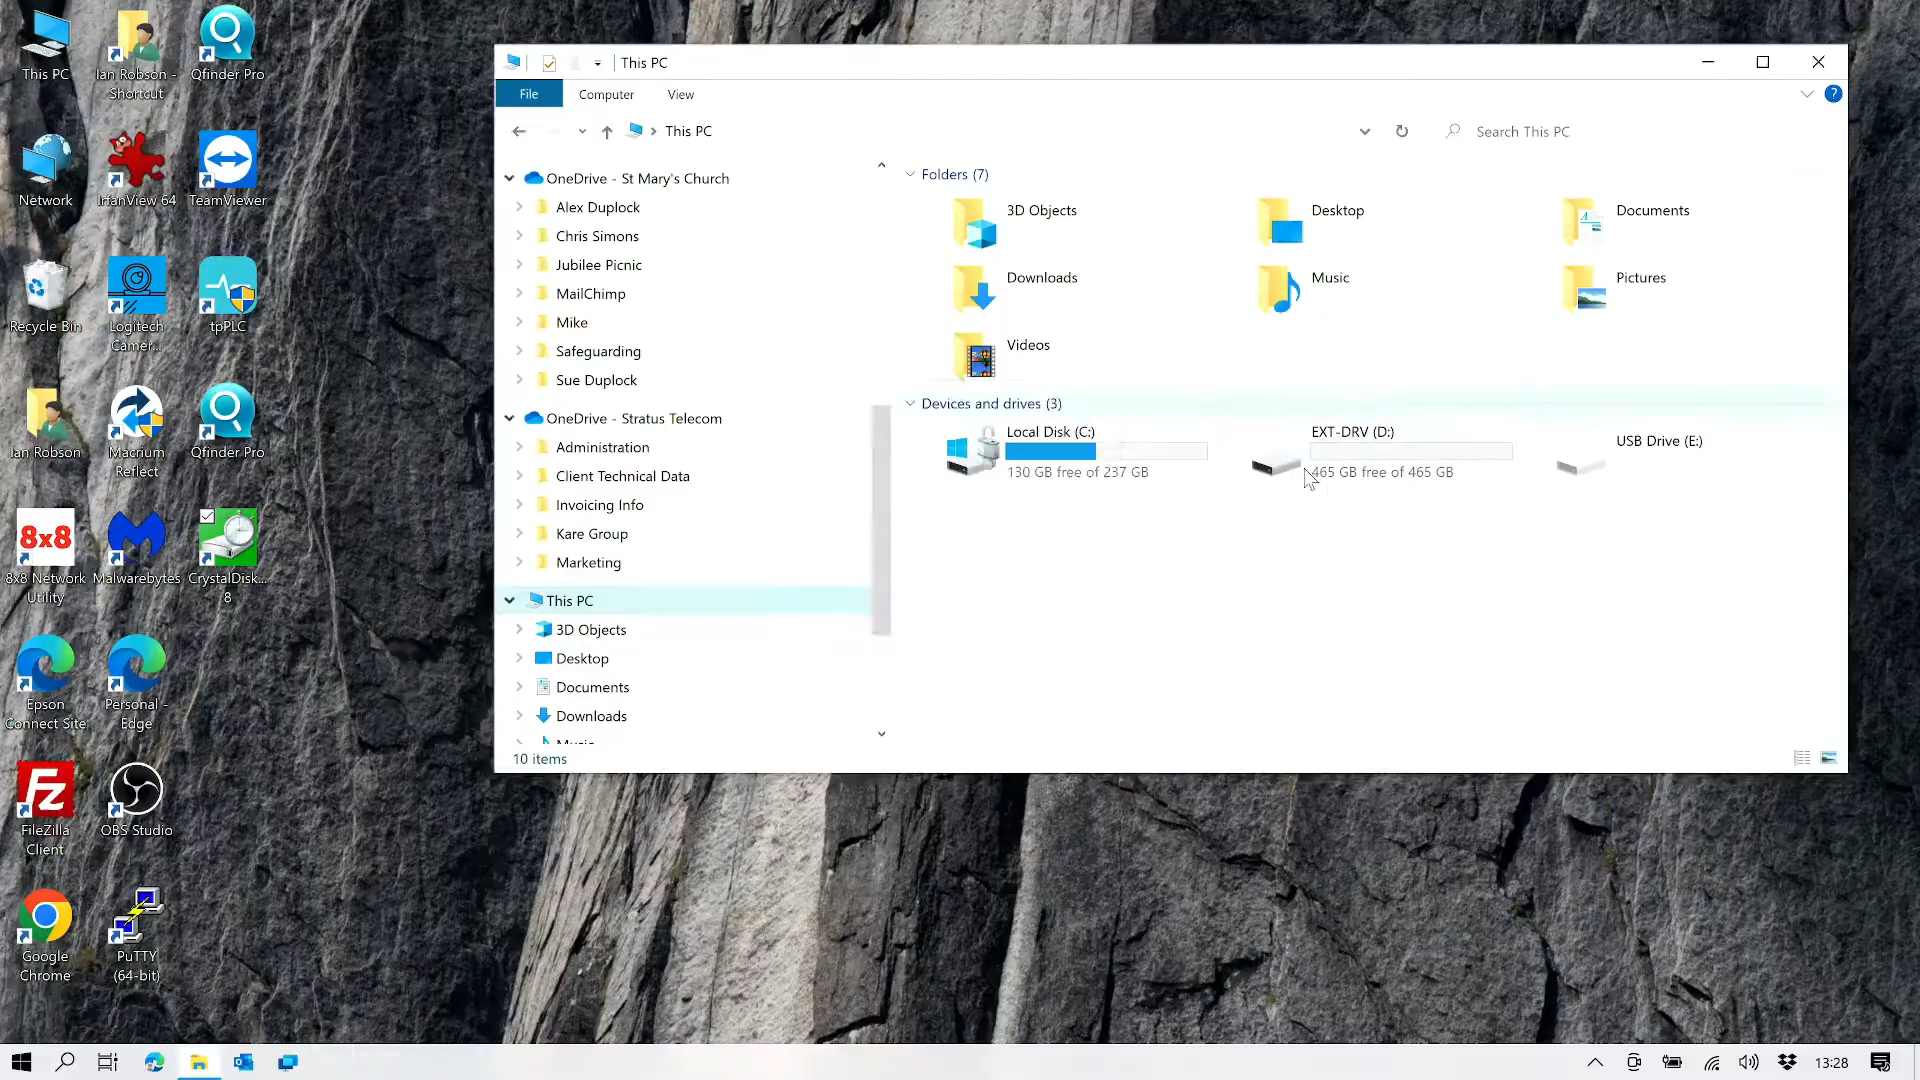 This PC
Ian Robson -
Shortcut
Qfinder Pro
Network
IrfanView 64
TeamViewer
Recycle Bin
Logitech
Camer...
tpPLC
Ian Robson
Macrium
Reflect
Qfinder Pro
8x8
8x8 Network
Utility
Malwarebytes
CrystalDisk...
8
Epson
Connect Site
Personal -
Edge
Fz
FileZilla
Client
OBS Studio
Google
Chrome
PuTTY
(64-bit)
This PC
File
Computer
View
?
This PC
Search This PC
OneDrive - St Mary's Church
Alex Duplock
Chris Simons
Jubilee Picnic
MailChimp
Mike
Safeguarding
Sue Duplock
OneDrive - Stratus Telecom
Administration
Client Technical Data
Invoicing Info
Kare Group
Marketing
This PC
3D Objects
Desktop
Documents
Downloads
Folders (7)
3D Objects
Desktop
Documents
Downloads
Music
Pictures
Videos
Devices and drives (3)
Local Disk (C:)
130 GB free of 237 GB
EXT-DRV (D:)
465 GB free of 465 GB
USB Drive (E:)
10 items
13:28